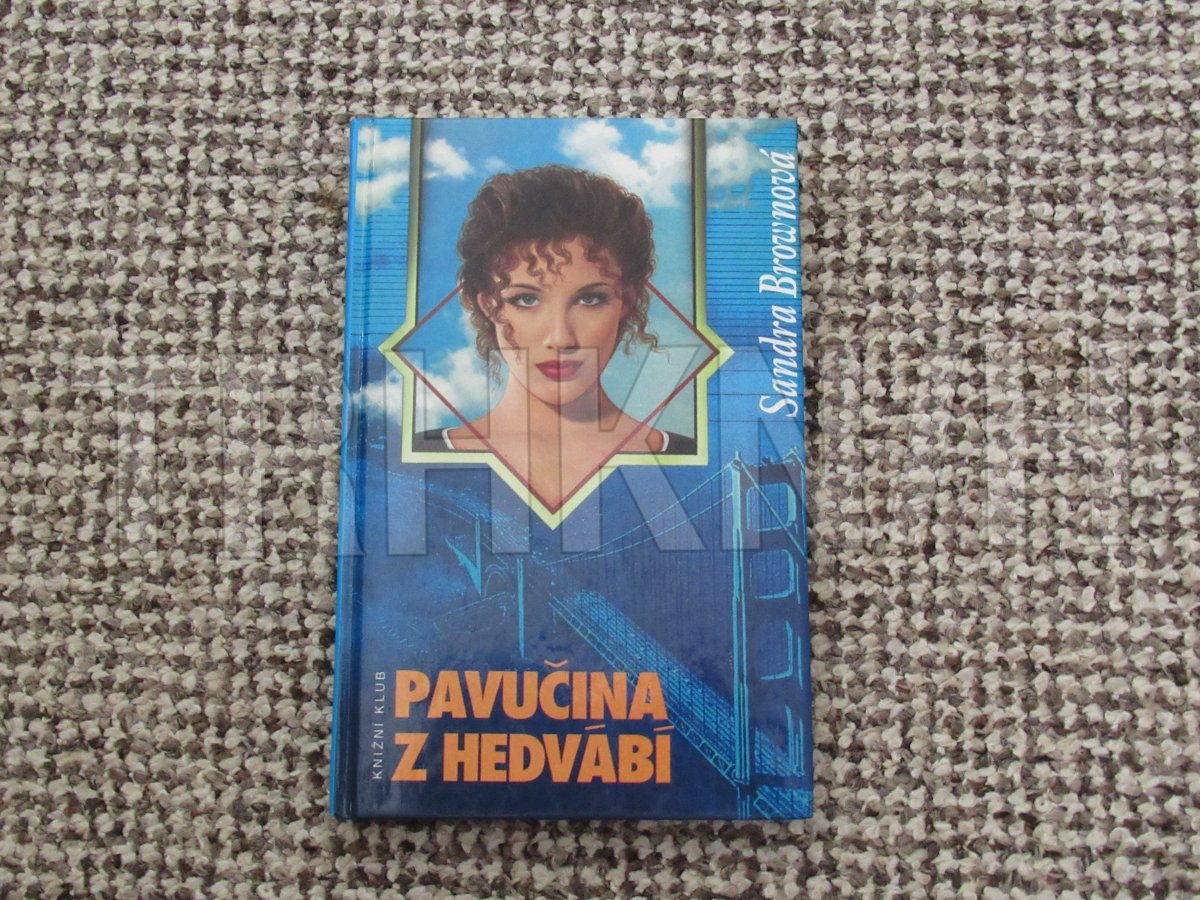 Sandra Brownová
KNIŽNÍ KLUB
PAVUČINA
Z HEDVÁBÍ